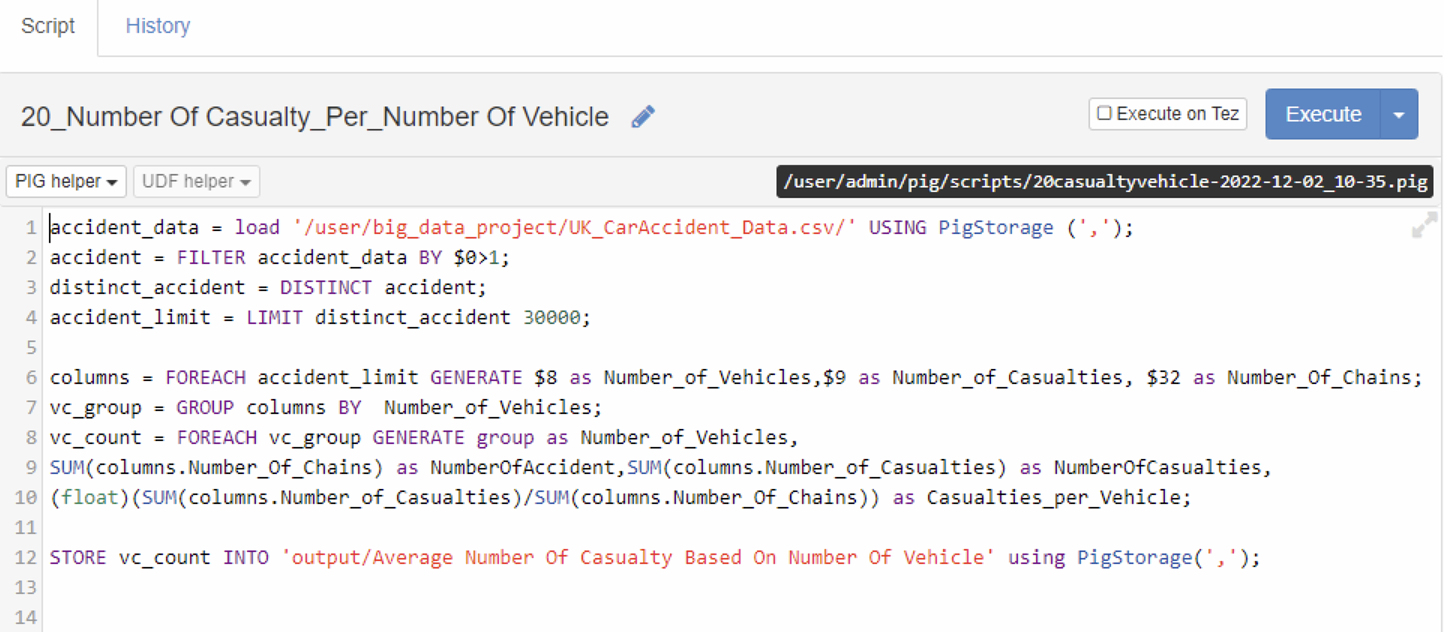 Script History
20_Number Of Casualty_Per_Number Of Vehicle
Execute on Tez
Execute
PIG helper
UDF helper
/user/admin/pig/scripts/20casualtyvehicle-2022-12-02_10-35.pig
1 accident_data = load '/user/big_data_project/UK_CarAccident_Data.csv/' USING PigStorage (',');
2 accident = FILTER accident_data BY $0>1;
3 distinct_accident = DISTINCT accident;
4 accident_limit = LIMIT distinct_accident 30000;
5
6 columns = FOREACH accident_limit GENERATE $8 as Number_of_Vehicles,$9 as Number_of_Casualties, $32 as Number_Of_Chains;
7 vc_group = GROUP columns BY  Number_of_Vehicles;
8 vc_count = FOREACH vc_group GENERATE group as Number_of_Vehicles,
9 SUM(columns.Number_Of_Chains) as NumberOfAccident,SUM(columns.Number_of_Casualties) as NumberOfCasualties,
10 (float)(SUM(columns.Number_of_Casualties)/SUM(columns.Number_Of_Chains)) as Casualties_per_Vehicle;
11
12 STORE vc_count INTO 'output/Average Number Of Casualty Based On Number Of Vehicle' using PigStorage(',');
13
14